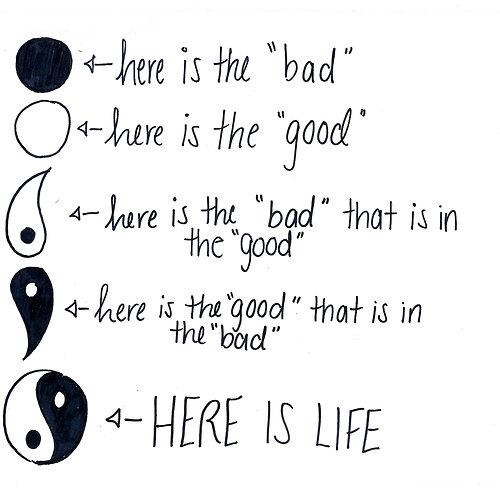 here is the "bad"
here is the "good"
here is the "bad" that is in
the "good"
here is the "good" that is in
the "bad"
HERE IS LIFE